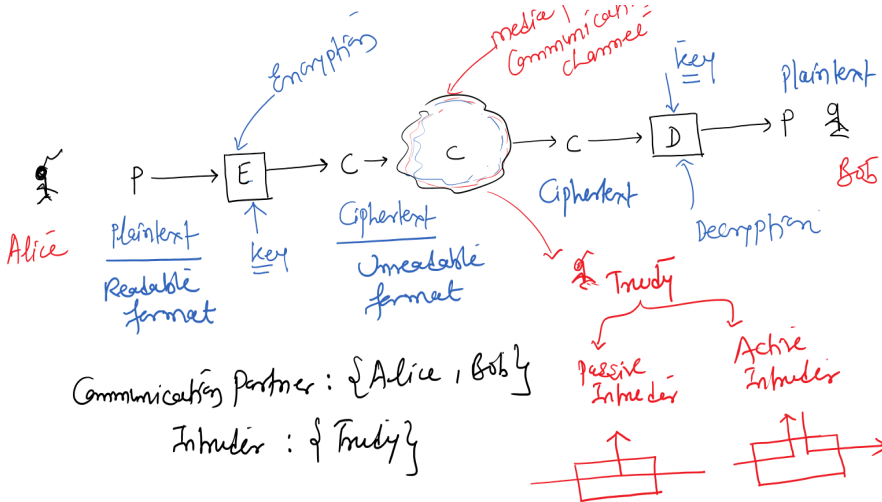 media /
Communication
channel
Encryption
key
Plaintext
P
E
C
C
C
D
P
Alice
Plaintext
Readable
format
key
Ciphertext
Unreadable
format
Ciphertext
Decryption
Bob
Trudy
Communication Partner : {Alice , Bob}
Intruder : { Trudy}
Passive
Intruder
Active
Intruder